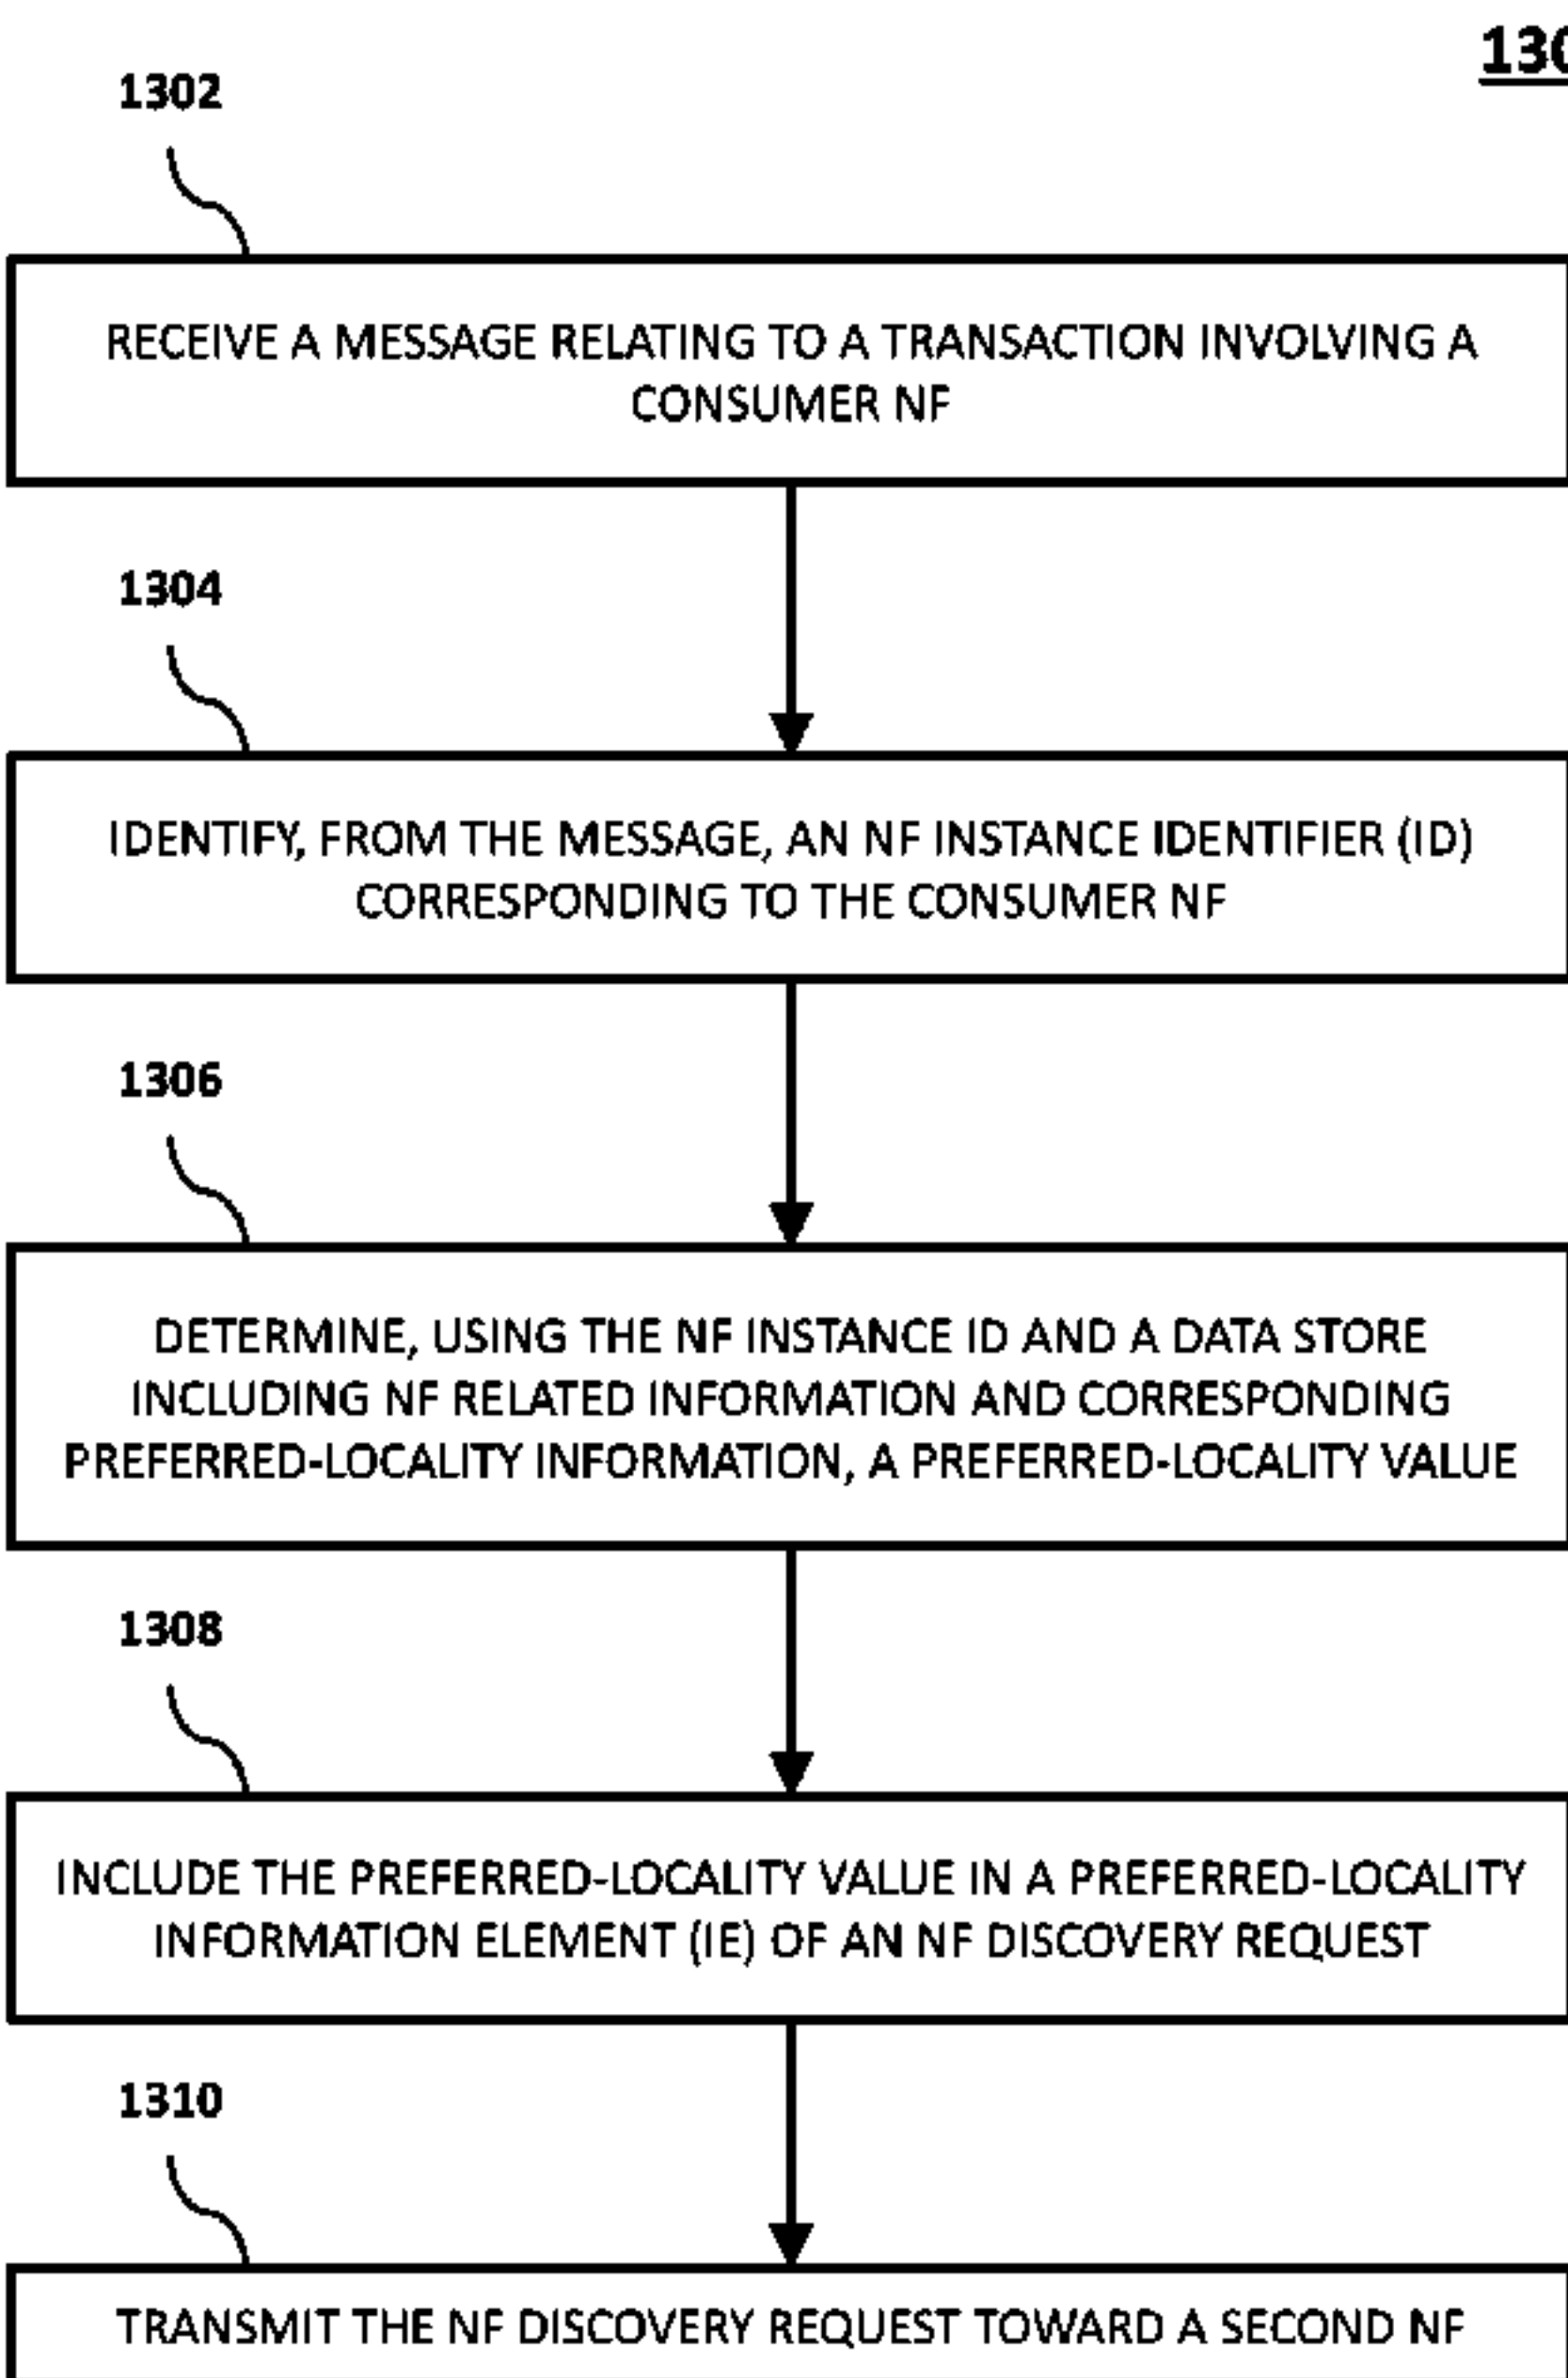 1302
RECEIVE A MESSAGE RELATING TO A TRANSACTION INVOLVING A
CONSUMER NF
1304
IDENTIFY, FROM THE MESSAGE, AN NF INSTANCE IDENTIFIER (ID)
CORRESPONDING TO THE CONSUMER NF
1306
DETERMINE, USING THE NF INSTANCE ID AND A DATA STORE
INCLUDING NF RELATED INFORMATION AND CORRESPONDING
PREFERRED-LOCALITY INFORMATION, A PREFERRED-LOCALITY VALUE
1308
INCLUDE THE PREFERRED-LOCALITY VALUE IN A PREFERRED-LOCALITY
INFORMATION ELEMENT (IE) OF AN NF DISCOVERY REQUEST
1310
TRANSMIT THE NF DISCOVERY REQUEST TOWARD A SECOND NF